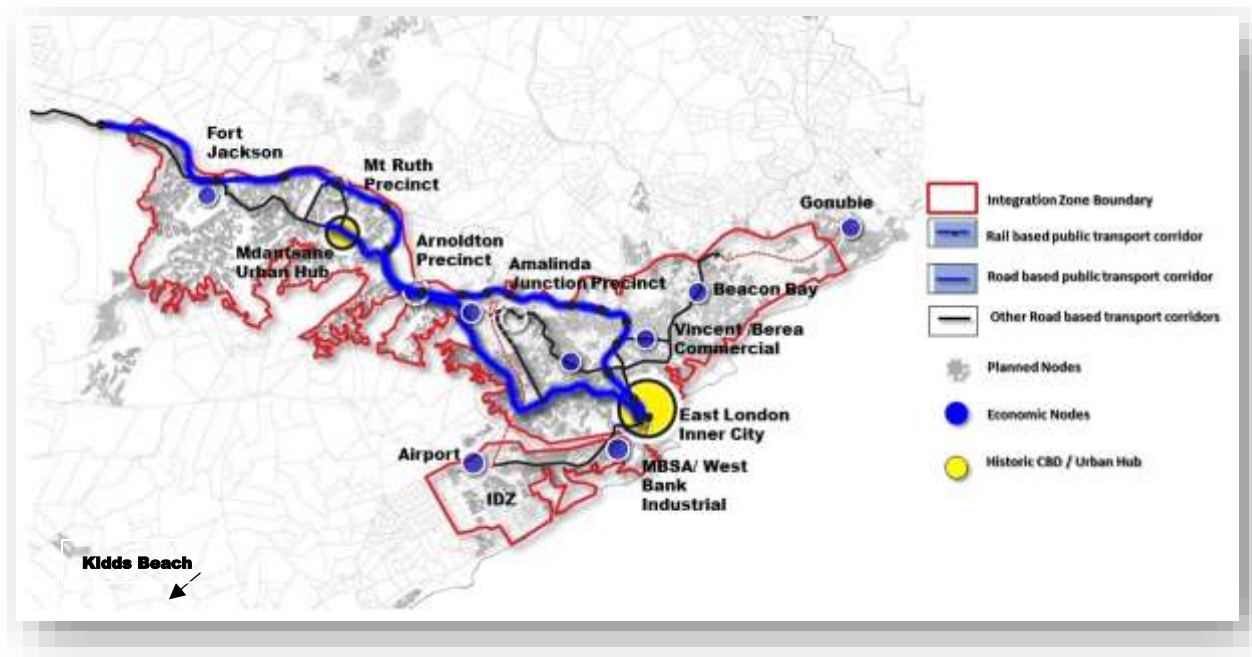 Fort
Jackson
Mt Ruth
Precinct
Gonubie
Mdantsane
Urban Hub
Arnoldton
Precinct
Amalinda
Junction Precinct
Beacon Bay
Vincent /Berea
Commercial
East London
Inner City
Airport
MBSA/ West
Bank
Industrial
IDZ
Kidds Beach
Integration Zone Boundary
Rail based public transport corridor
Road based public transport corridor
Other Road based transport corridors
Planned Nodes
Economic Nodes
Historic CBD / Urban Hub